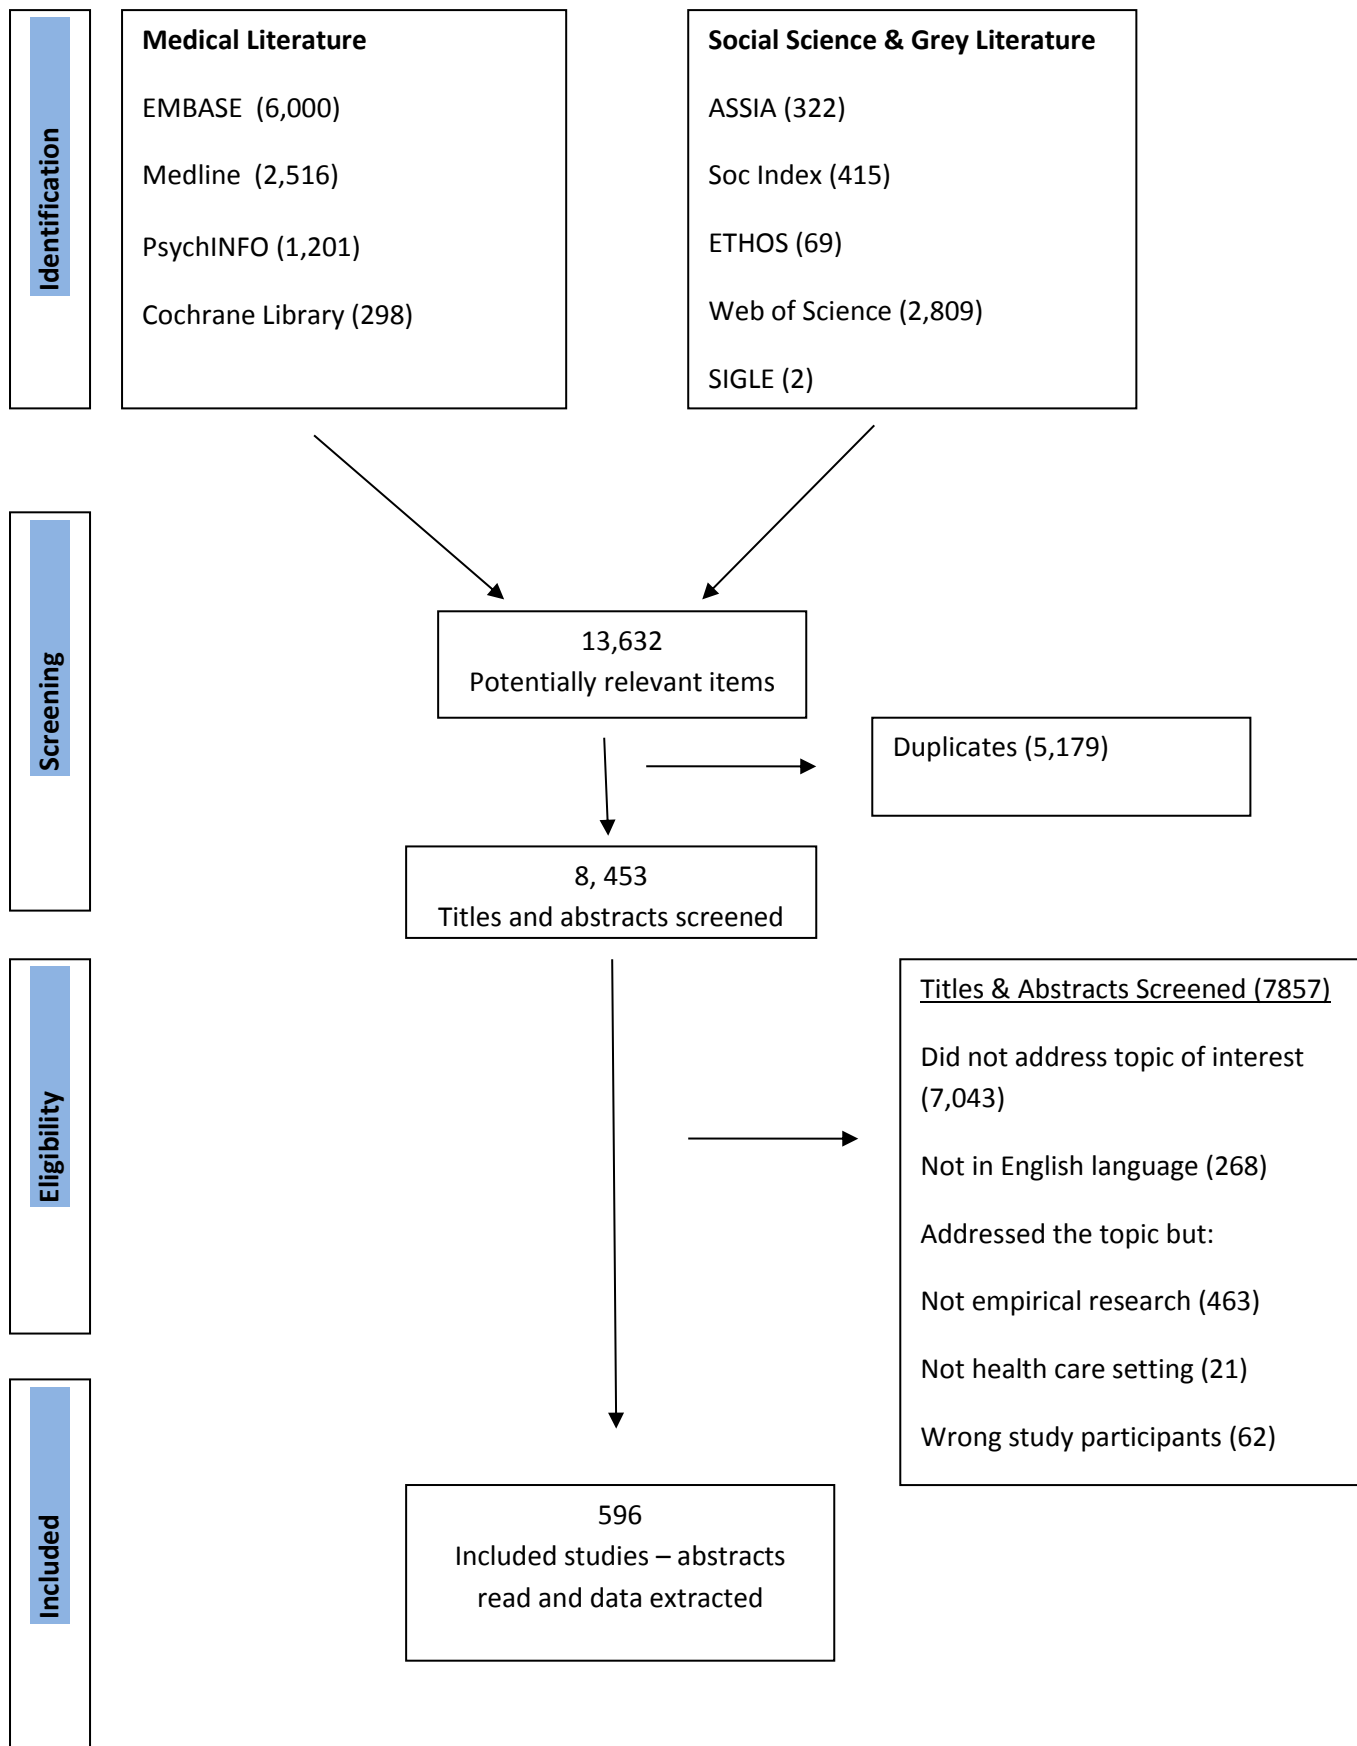 Identification
Medical Literature
EMBASE (6,000)
Medline (2,516)
PsychINFO (1,201)
Cochrane Library (298)
Social Science & Grey Literature
ASSIA (322)
Soc Index (415)
ETHOS (69)
Web of Science (2,809)
SIGLE (2)
Screening
13,632
Potentially relevant items
Duplicates (5,179)
8, 453
Titles and abstracts screened
Eligibility
Titles & Abstracts Screened (7857)
Did not address topic of interest
(7,043)
Not in English language (268)
Addressed the topic but:
Not empirical research (463)
Not health care setting (21)
Wrong study participants (62)
Included
596
Included studies – abstracts
read and data extracted